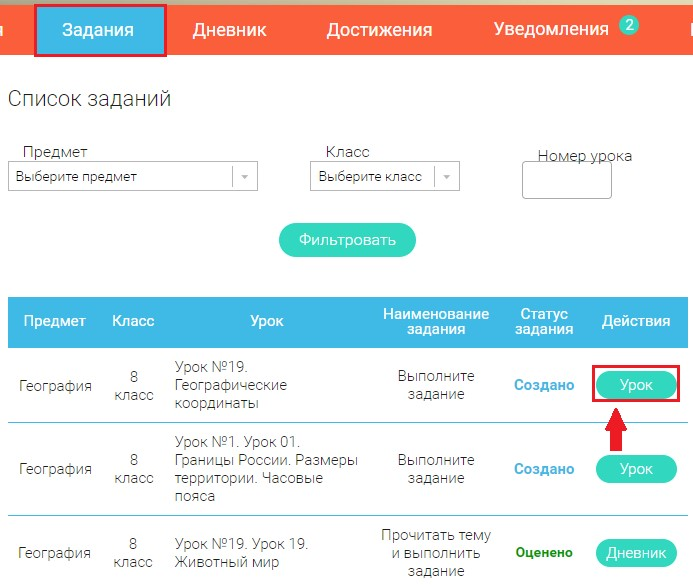 я Задания Дневник Достижения Уведомления 2
Список заданий
Предмет Класс Номер урока
Выберите предмет Выберите класс
Фильтровать
Предмет Класс Урок Наименование задания Статус задания Действия
География 8 класс Урок №19. Географические координаты Выполните задание Создано Урок
География 8 класс Урок №1. Урок 01. Границы России. Размеры территории. Часовые пояса Выполните задание Создано Урок
География 8 класс Урок №19. Урок 19. Животный мир Прочитать тему и выполнить задание Оценено Дневник